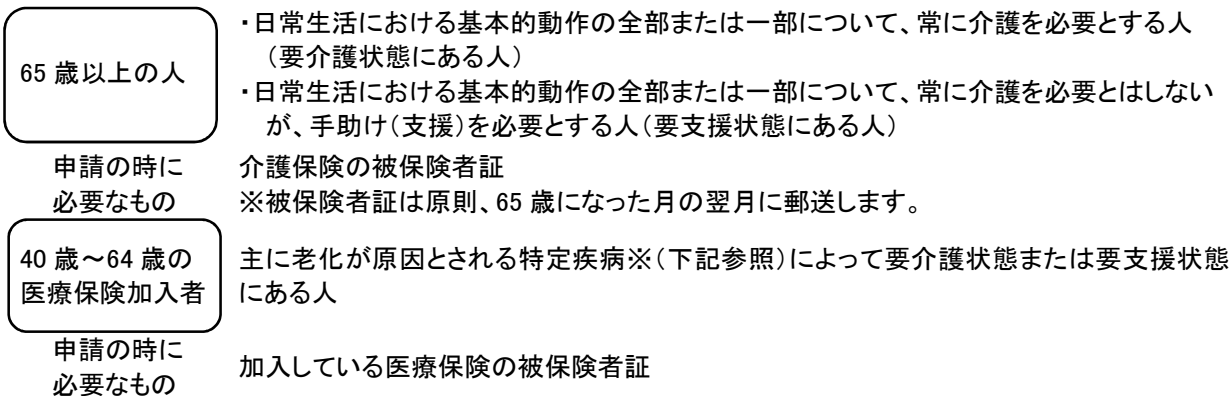 65 歳以上の人
・日常生活における基本的動作の全部または一部について、常に介護を必要とする人
（要介護状態にある人）
・日常生活における基本的動作の全部または一部について、常に介護を必要とはしない
が、手助け（支援）を必要とする人（要支援状態にある人）
申請の時に
必要なもの
介護保険の被保険者証
※被保険者証は原則、65 歳になった月の翌月に郵送します。
40 歳～64 歳の
医療保険加入者
主に老化が原因とされる特定疾病※（下記参照）によって要介護状態または要支援状態
にある人
申請の時に
必要なもの
加入している医療保険の被保険者証